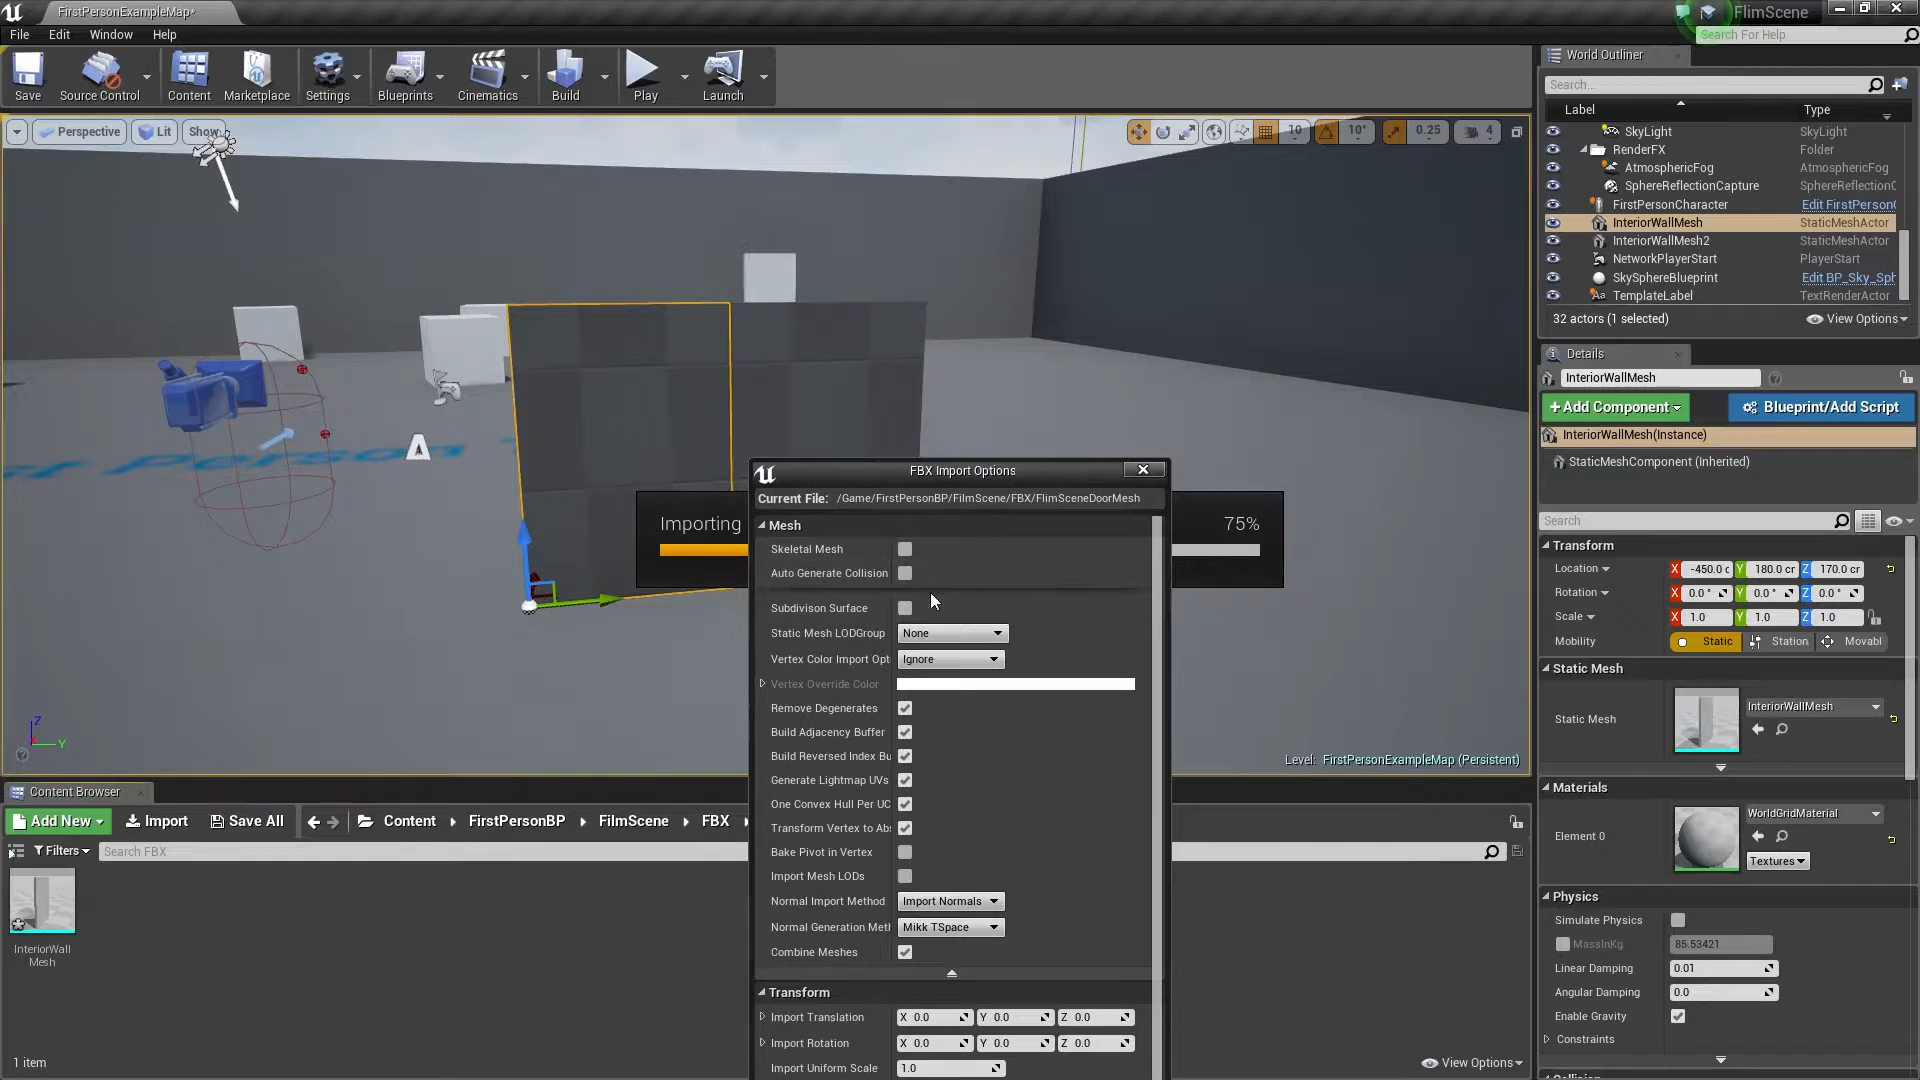 FirstPersonExampleMap*
FlimScene
File Edit Window Help
Search For Help
Save Source Control Content Marketplace Settings Blueprints Cinematics Build Play Launch
Perspective Lit Show
10 10° 0.25 4
World Outliner
Search...
Label Type
SkyLight SkyLight
RenderFX Folder
AtmosphericFog AtmosphericFog
SphereReflectionCapture SphereReflectionC
FirstPersonCharacter Edit FirstPerson
InteriorWallMesh StaticMeshActor
InteriorWallMesh2 StaticMeshActor
NetworkPlayerStart PlayerStart
SkySphereBlueprint Edit BP_Sky_Sph
TemplateLabel TextRenderActor
32 actors (1 selected) View Options
Details
InteriorWallMesh
+Add Component Blueprint/Add Script
InteriorWallMesh(Instance)
StaticMeshComponent (Inherited)
Search
Transform
Location X -450.0 c Y 180.0 cr Z 170.0 cr
Rotation X 0.0 ° Y 0.0 ° Z 0.0 °
Scale X 1.0 Y 1.0 Z 1.0
Mobility Static Station Movabl
Static Mesh
Static Mesh InteriorWallMesh
Materials
Element 0 WorldGridMaterial
Textures
Physics
Simulate Physics
MassInKg 85.53421
Linear Damping 0.01
Angular Damping 0.0
Enable Gravity
Constraints
Importing 75%
FBX Import Options
Current File: /Game/FirstPersonBP/FilmScene/FBX/FlimSceneDoorMesh
Mesh
Skeletal Mesh
Auto Generate Collision
Subdivison Surface
Static Mesh LODGroup None
Vertex Color Import Opt Ignore
Vertex Override Color
Remove Degenerates
Build Adjacency Buffer
Build Reversed Index Bu
Generate Lightmap UVs
One Convex Hull Per UC
Transform Vertex to Abs
Bake Pivot in Vertex
Import Mesh LODs
Normal Import Method Import Normals
Normal Generation Met Mikk TSpace
Combine Meshes
Transform
Import Translation X 0.0 Y 0.0 Z 0.0
Import Rotation X 0.0 Y 0.0 Z 0.0
Import Uniform Scale 1.0
A
Z
Y
Person
Level: FirstPersonExampleMap (Persistent)
Content Browser
Add New Import Save All Content FirstPersonBP FilmScene FBX
Filters Search FBX
InteriorWall
Mesh
1 item View Options